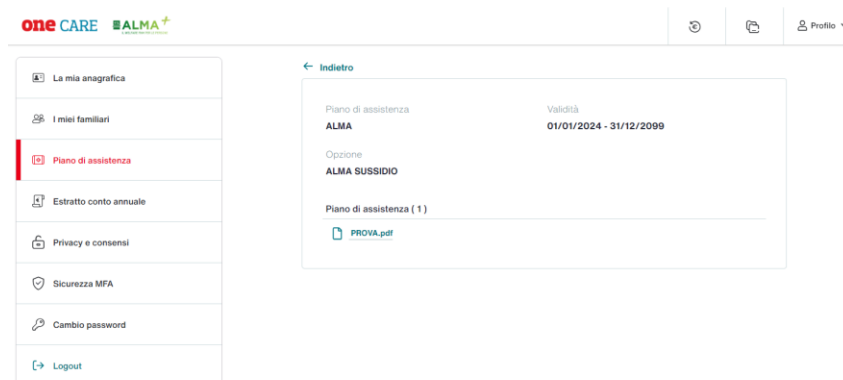 one CARE ALMA+
Profilo
La mia anagrafica
I miei familiari
Piano di assistenza
Estratto conto annuale
Privacy e consensi
Sicurezza MFA
Cambio password
Logout
← Indietro
Piano di assistenza Validità
ALMA 01/01/2024 - 31/12/2099
Opzione
ALMA SUSSIDIO
Piano di assistenza ( 1 )
PROVA.pdf